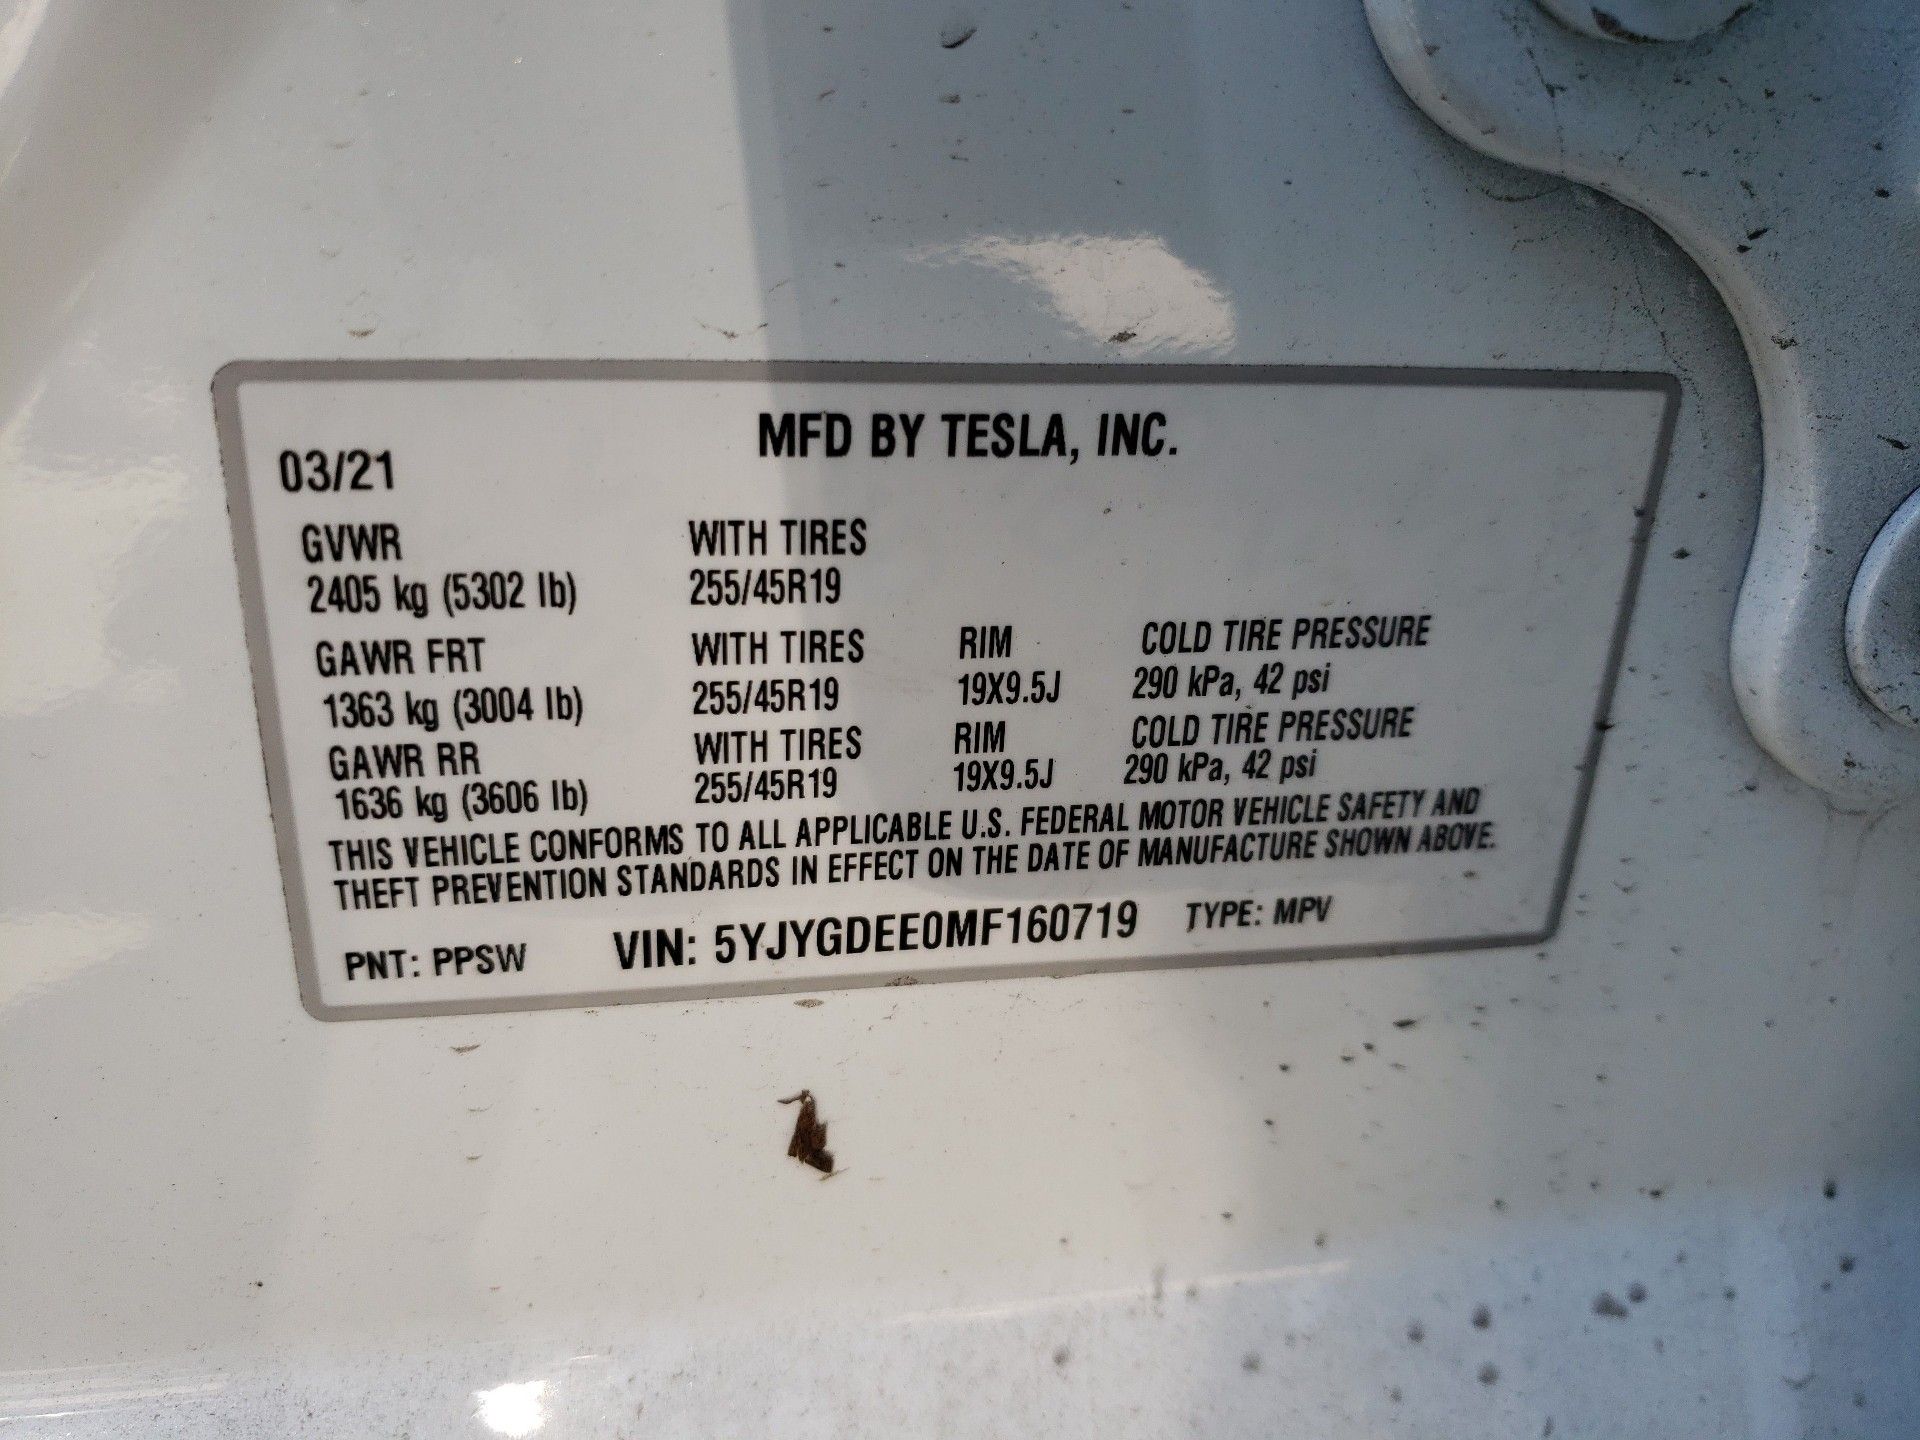 MFD BY TESLA, INC.
03/21
GVWR WITH TIRES
2405 kg (5302 lb) 255/45R19
GAWR FRT WITH TIRES RIM COLD TIRE PRESSURE
1363 kg (3004 lb) 255/45R19 19X9.5J 290 kPa, 42 psi
GAWR RR WITH TIRES RIM COLD TIRE PRESSURE
1636 kg (3606 lb) 255/45R19 19X9.5J 290 kPa, 42 psi
THIS VEHICLE CONFORMS TO ALL APPLICABLE U.S. FEDERAL MOTOR VEHICLE SAFETY AND
THEFT PREVENTION STANDARDS IN EFFECT ON THE DATE OF MANUFACTURE SHOWN ABOVE.
PNT: PPSW VIN: 5YJYGDEE0MF160719 TYPE: MPV